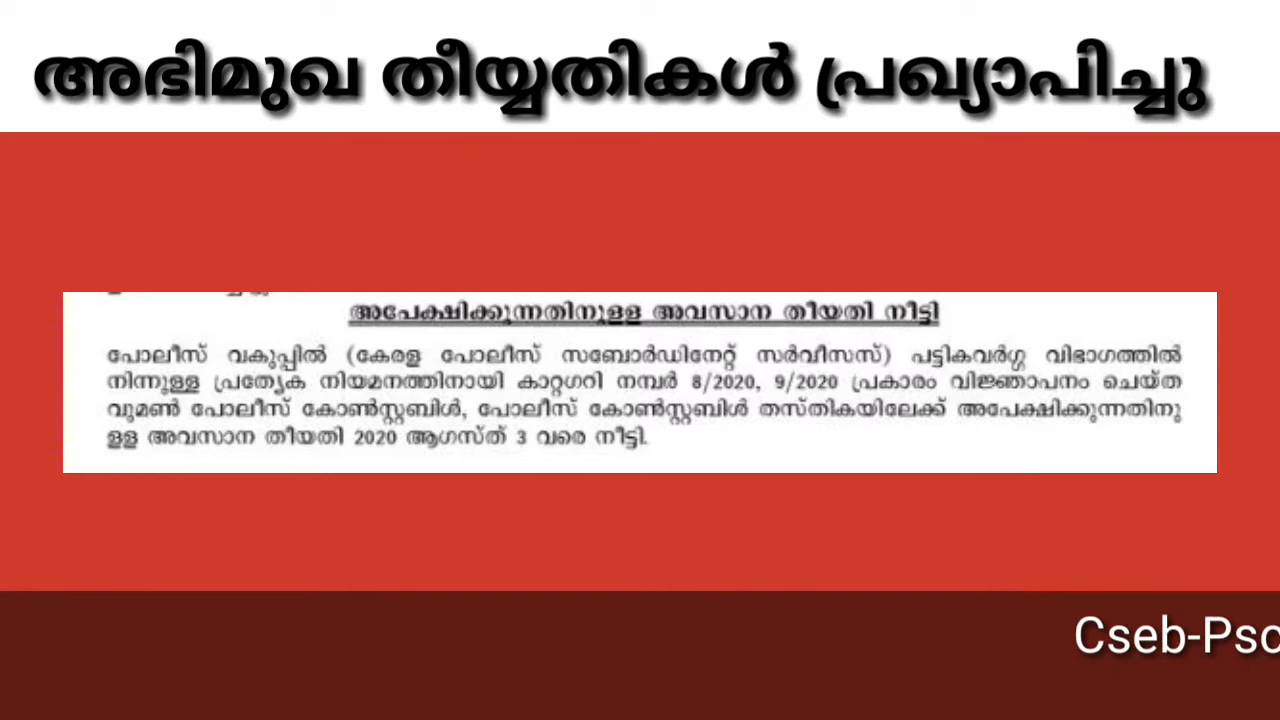 അഭിമുഖ തീയ്യതികൾ പ്രഖ്യാപിച്ചു
അപേക്ഷിക്കുന്നതിനുളള അവസാന തീയതി നീട്ടി
പോലീസ് വകുപ്പിൽ (കേരള പോലീസ് സബോർഡിനേറ്റ് സർവീസസ്) പട്ടികവർഗ്ഗ വിഭാഗത്തിൽ
നിന്നുള്ള പ്രത്യേക നിയമനത്തിനായി കാറ്റഗറി നമ്പർ 8/2020, 9/2020 പ്രകാരം വിജ്ഞാപനം ചെയ്ത
വുമൺ പോലീസ് കോൺസ്റ്റബിൾ, പോലീസ് കോൺസ്റ്റബിൾ തസ്തികയിലേക്ക് അപേക്ഷിക്കുന്നതിനു
ളള അവസാന തീയതി 2020 ആഗസ്ത് 3 വരെ നീട്ടി.
Cseb-Psc